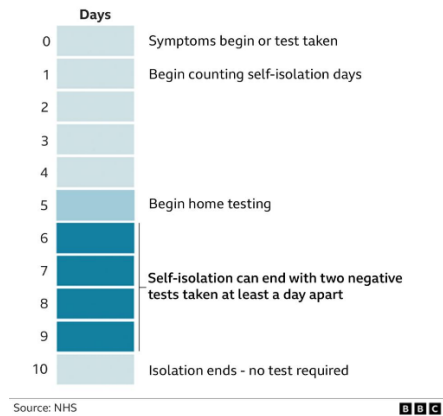 Days
0 Symptoms begin or test taken
1 Begin counting self-isolation days
2
3
4
5 Begin home testing
6
7
Self-isolation can end with two negative
tests taken at least a day apart
8
9
10 Isolation ends - no test required
Source: NHS
BBC